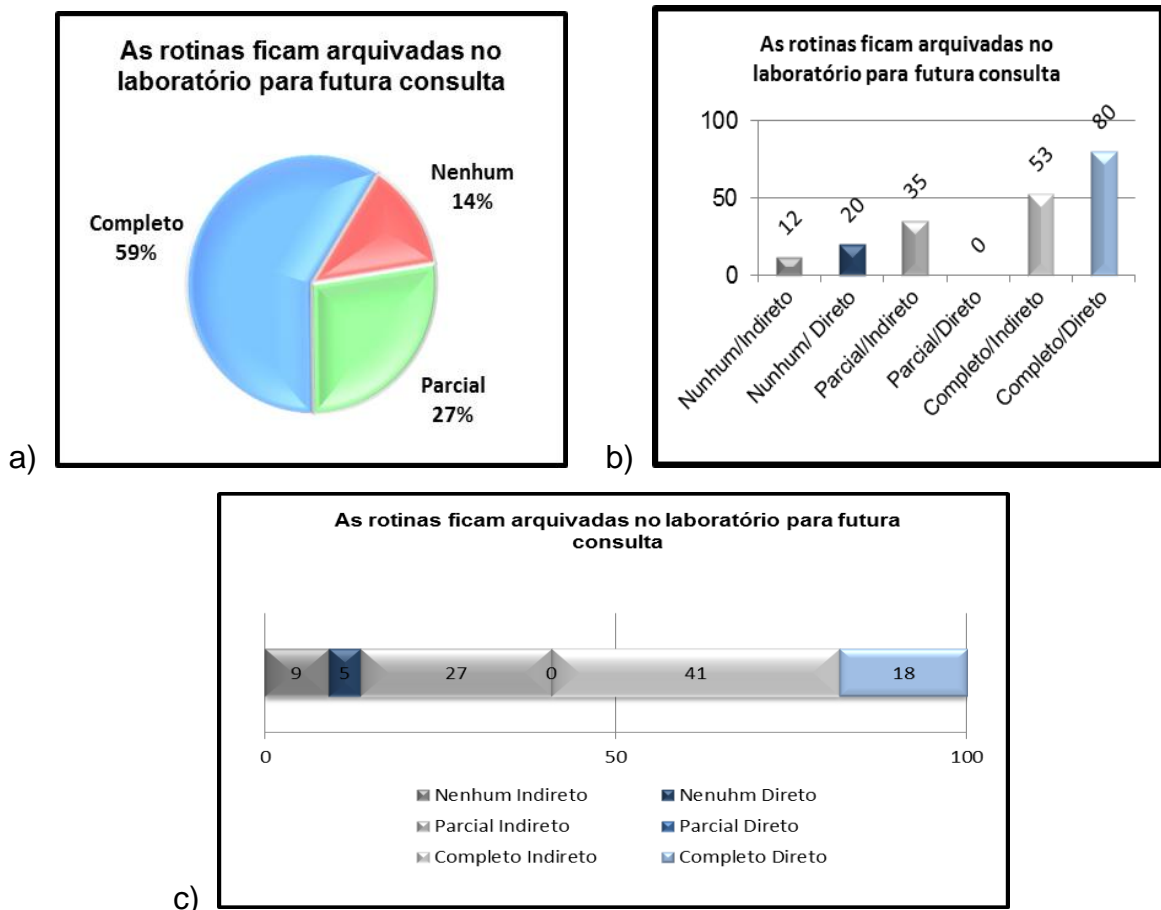 As rotinas ficam arquivadas no
laboratório para futura consulta
Nenhum
14%
Completo
59%
Parcial
27%
a)
As rotinas ficam arquivadas no
laboratório para futura consulta
100
50
0
12
20
35
0
53
80
Nunhum/Indireto
Nunhum/ Direto
Parcial/Indireto
Parcial/Direto
Completo/Indireto
Completo/Direto
b)
As rotinas ficam arquivadas no laboratório para futura
consulta
9 5 27 0 41 18
0 50 100
Nenhum Indireto Nenuhm Direto
Parcial Indireto Parcial Direto
Completo Indireto Completo Direto
c)